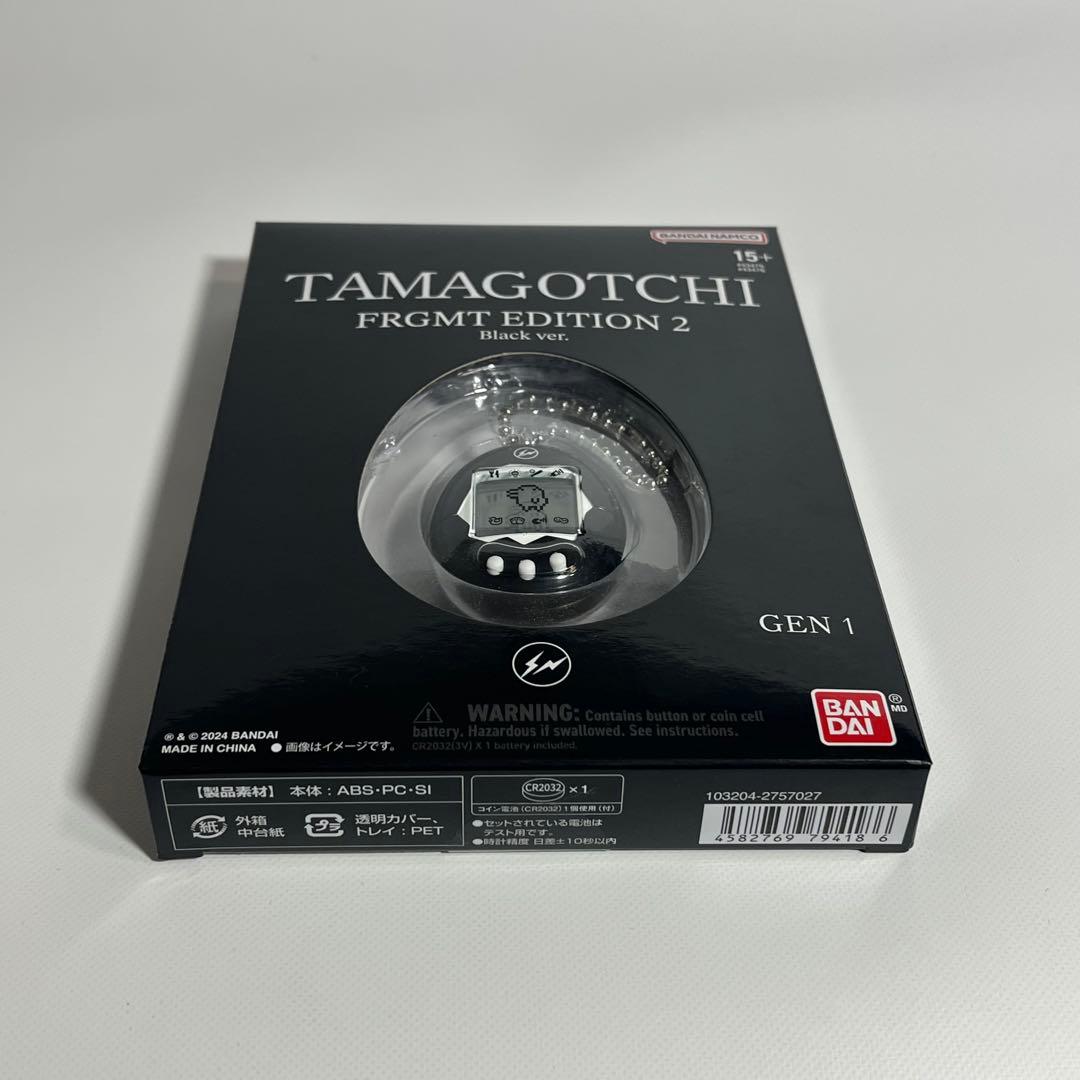 BANDAI NAMCO
15+
TAMAGOTCHI
FRGMT EDITION 2
Black ver.
GEN 1
WARNING: Contains button or coin cell
battery. Hazardous if swallowed. See instructions.
CR2032(3V) X 1 battery included.
BAN
DAI
® MD
® & © 2024 BANDAI
MADE IN CHINA ●画像はイメージです。
【製品素材】 本体:ABS・PC・SI
紙 外箱
中台紙
プラ 透明カバー、
トレイ:PET
CR2032 ×1
コイン電池(CR2032)1個使用(付)
●セットされている電池は
テスト用です。
●時計精度 日差±10秒以内
103204-2757027
4582769 79418 6